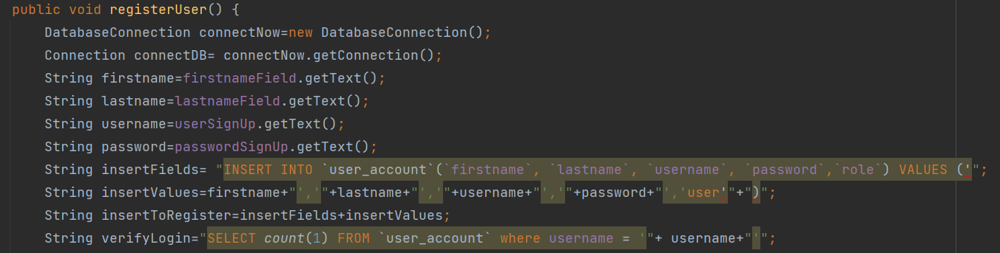 public void registerUser() {
DatabaseConnection connectNow=new DatabaseConnection();
Connection connectDB= connectNow.getConnection();
String firstname=firstnameField.getText();
String lastname=lastnameField.getText();
String username=userSignUp.getText();
String password=passwordSignUp.getText();
String insertFields= "INSERT INTO `user_account`(`firstname`, `lastname`, `username`, `password`,`role`) VALUES ('";
String insertValues=firstname+"','"+lastname+"','"+username+"','"+password+"','user'"+")";
String insertToRegister=insertFields+insertValues;
String verifyLogin="SELECT count(1) FROM `user_account` where username = '"+ username+"'";